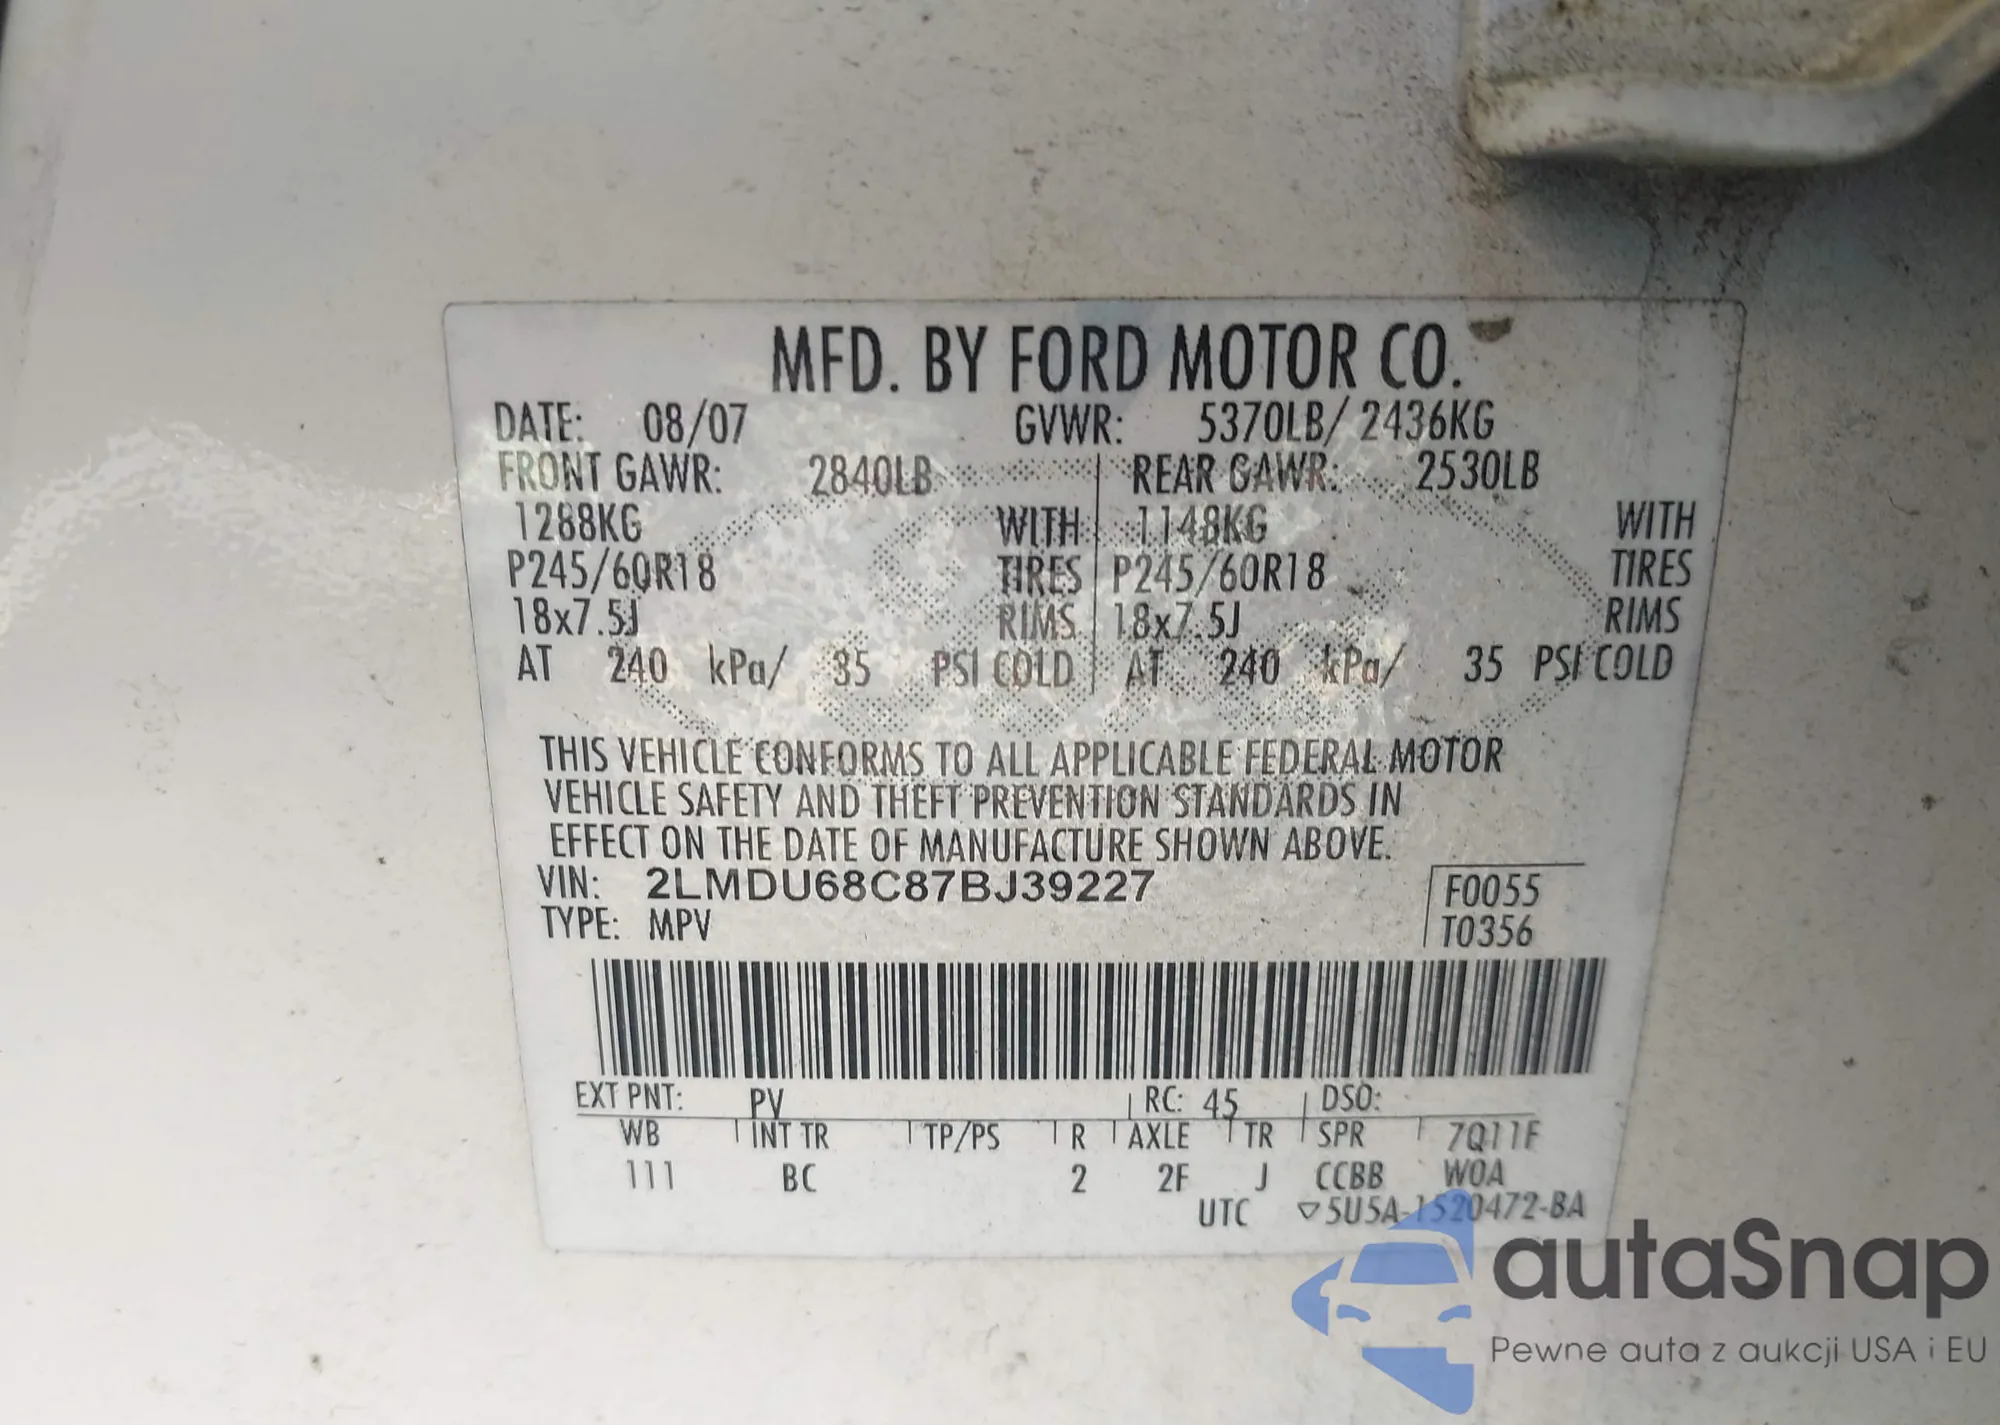 MFD. BY FORD MOTOR CO.
DATE: 08/07 GVWR: 5370LB/ 2436KG
FRONT GAWR: 2840LB REAR GAWR: 2530LB
1288KG WITH 1148KG WITH
P245/60R18 TIRES P245/60R18 TIRES
18x7.5J RIMS 18x7.5J RIMS
AT 240 kPa/ 35 PSI COLD AT 240 kPa/ 35 PSI COLD
THIS VEHICLE CONFORMS TO ALL APPLICABLE FEDERAL MOTOR
VEHICLE SAFETY AND THEFT PREVENTION STANDARDS IN
EFFECT ON THE DATE OF MANUFACTURE SHOWN ABOVE.
VIN: 2LMDU68C87BJ39227 F0055
TYPE: MPV T0356
EXT PNT: PV RC: 45 DSO:
WB INT TR TP/PS R AXLE TR SPR 7Q11F
111 BC 2 2F J CCBB WOA
UTC ▽5U5A-1520472-BA
autaSnap
Pewne auta z aukcji USA i EU